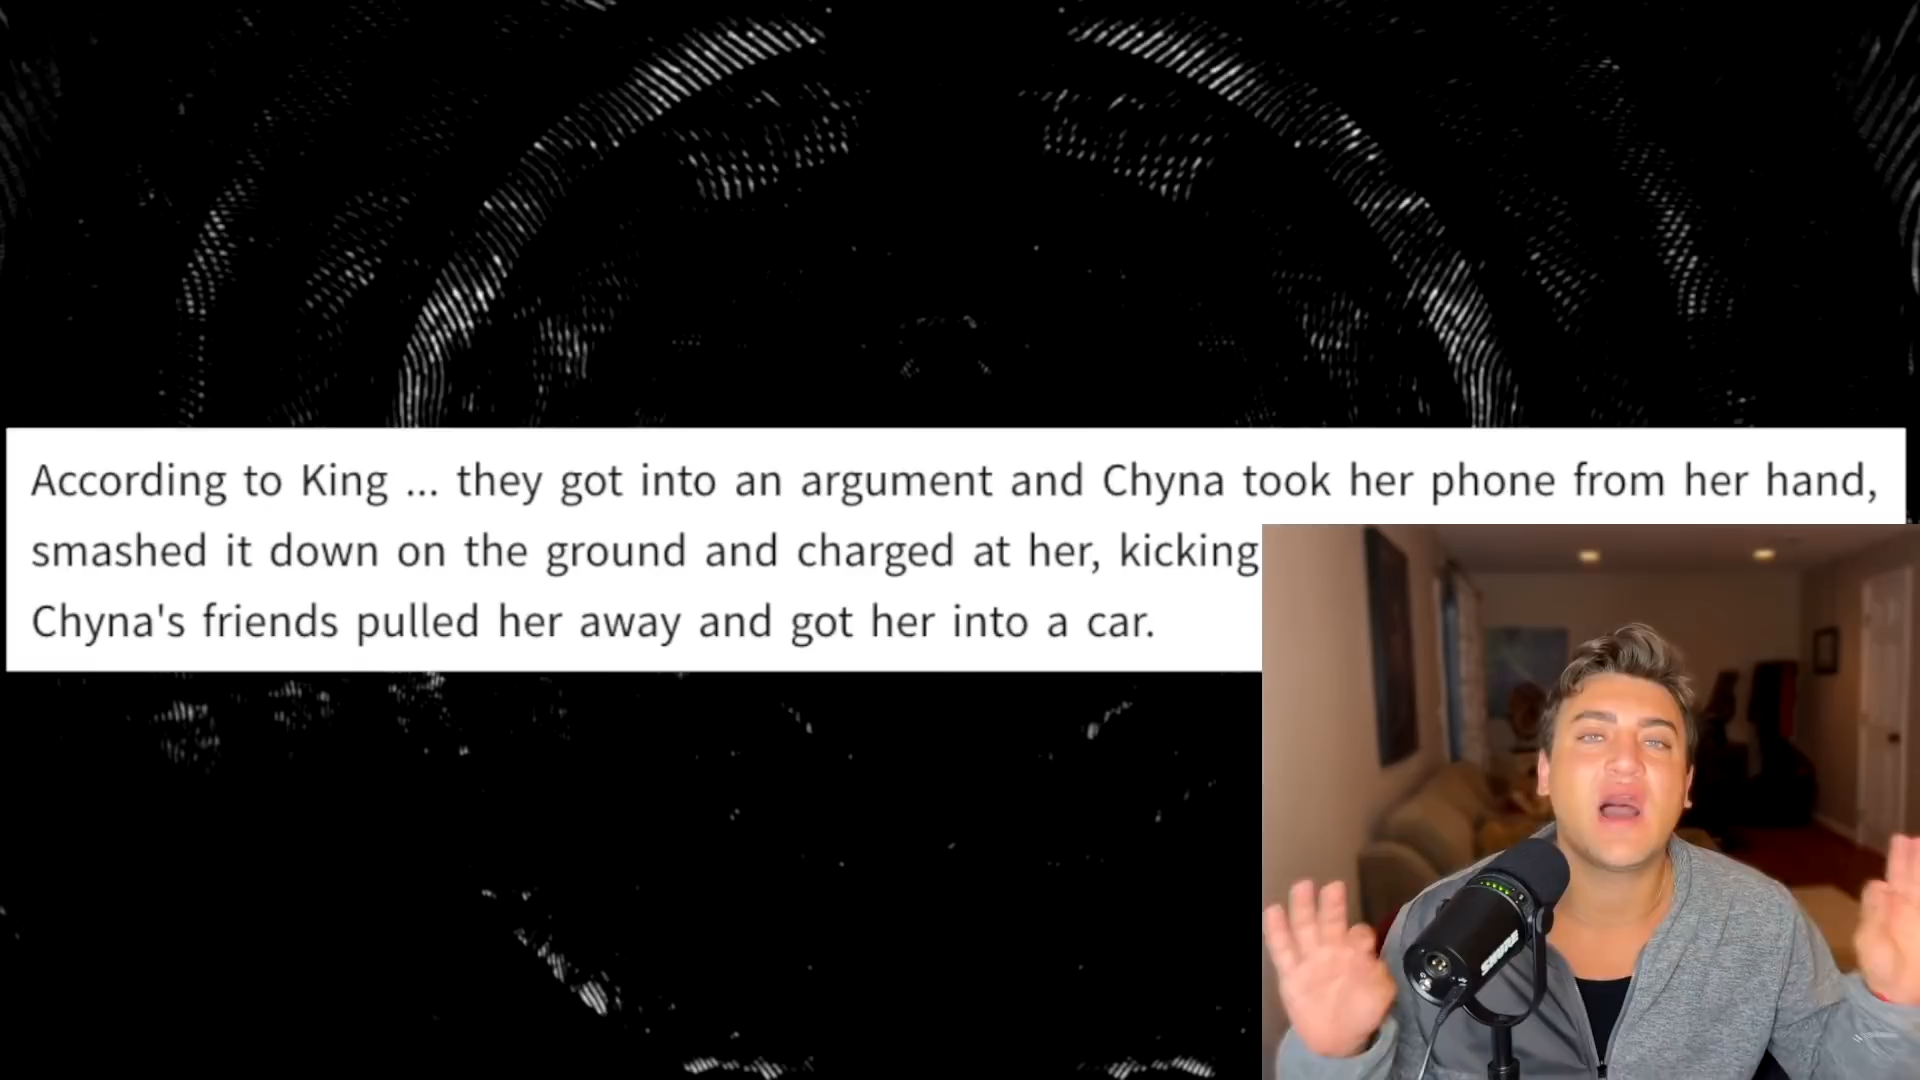 According to King ... they got into an argument and Chyna took her phone from her hand,
smashed it down on the ground and charged at her, kicking
Chyna's friends pulled her away and got her into a car.
SHURE